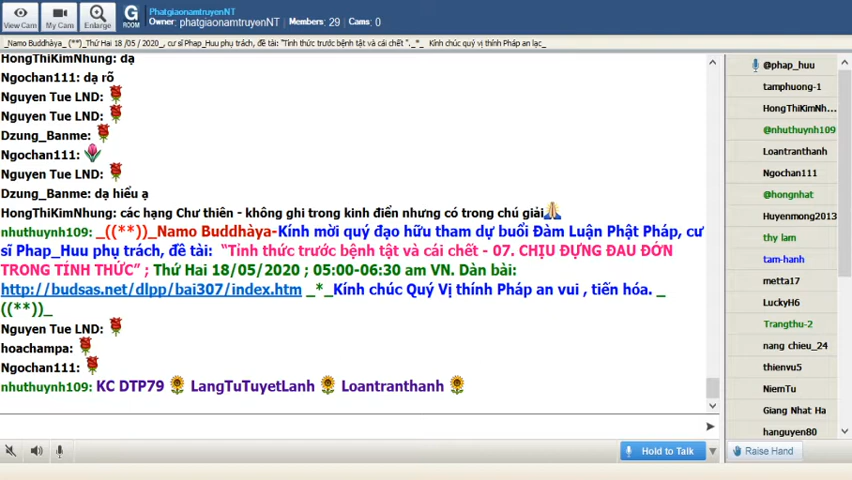 View Cam
My Cam
Enlarge
G
ROOM
PhatgiaonamtruyenNT
Owner: phatgiaonamtruyenNT | Members: 29 | Cams: 0
_Namo Buddhàya_ (**)_Thứ Hai 18 /05 / 2020_, cư sĩ Phap_Huu phụ trách, đề tài: "Tỉnh thức trước bệnh tật và cái chết "._*_ Kính chúc quý vị thính Pháp an lạc_
HongThiKimNhung: dạ
Ngochan111: dạ rõ
Nguyen Tue LND:
Nguyen Tue LND:
Dzung_Banme:
Ngochan111:
Nguyen Tue LND:
Dzung_Banme: dạ hiểu ạ
HongThiKimNhung: các hạng Chư thiên - không ghi trong kinh điển nhưng có trong chú giải
nhuthuynh109: _((**))_Namo Buddhàya-Kính mời quý đạo hữu tham dự buổi Đàm Luận Phật Pháp, cư
sĩ Phap_Huu phụ trách, đề tài: "Tỉnh thức trước bệnh tật và cái chết - 07. CHỊU ĐỰNG ĐAU ĐỚN
TRONG TỈNH THỨC" ; Thứ Hai 18/05/2020 ; 05:00-06:30 am VN. Dàn bài:
http://budsas.net/dlpp/bai307/index.htm _*_Kính chúc Quý Vị thính Pháp an vui , tiến hóa. _
((**))_
Nguyen Tue LND:
hoachampa:
Ngochan111:
nhuthuynh109: KC DTP79 LangTuTuyetLanh Loantranthanh
Hold to Talk
@phap_huu
tamphuong-1
HongThiKimNh...
@nhuthuynh109
Loantranthanh
Ngochan111
@hongnhat
Huyenmong2013
thy lam
tam-hanh
metta17
LuckyH6
Trangthu-2
nang chieu_24
thienvu5
NiemTu
Giang Nhat Ha
hanguyen80
Raise Hand